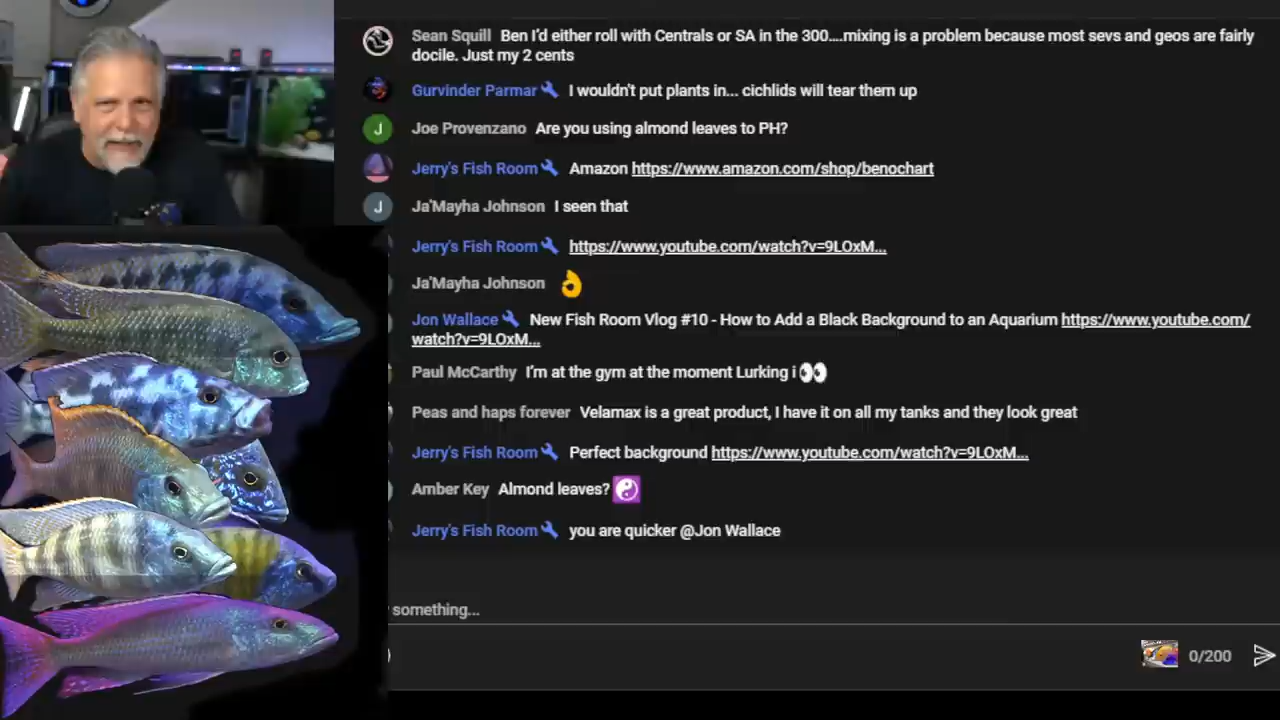 Sean Squill Ben I'd either roll with Centrals or SA in the 300....mixing is a problem because most sevs and geos are fairly
docile. Just my 2 cents
Gurvinder Parmar I wouldn't put plants in... cichlids will tear them up
J Joe Provenzano Are you using almond leaves to PH?
Jerry's Fish Room Amazon https://www.amazon.com/shop/benochart
J Ja'Mayha Johnson I seen that
Jerry's Fish Room https://www.youtube.com/watch?v=9LOxM...
Ja'Mayha Johnson 👌
Jon Wallace New Fish Room Vlog #10 - How to Add a Black Background to an Aquarium https://www.youtube.com/
watch?v=9LOxM...
Paul McCarthy I'm at the gym at the moment Lurking i 👀
Peas and haps forever Velamax is a great product, I have it on all my tanks and they look great
Jerry's Fish Room Perfect background https://www.youtube.com/watch?v=9LOxM...
Amber Key Almond leaves? ☯
Jerry's Fish Room you are quicker @Jon Wallace
something...
0/200